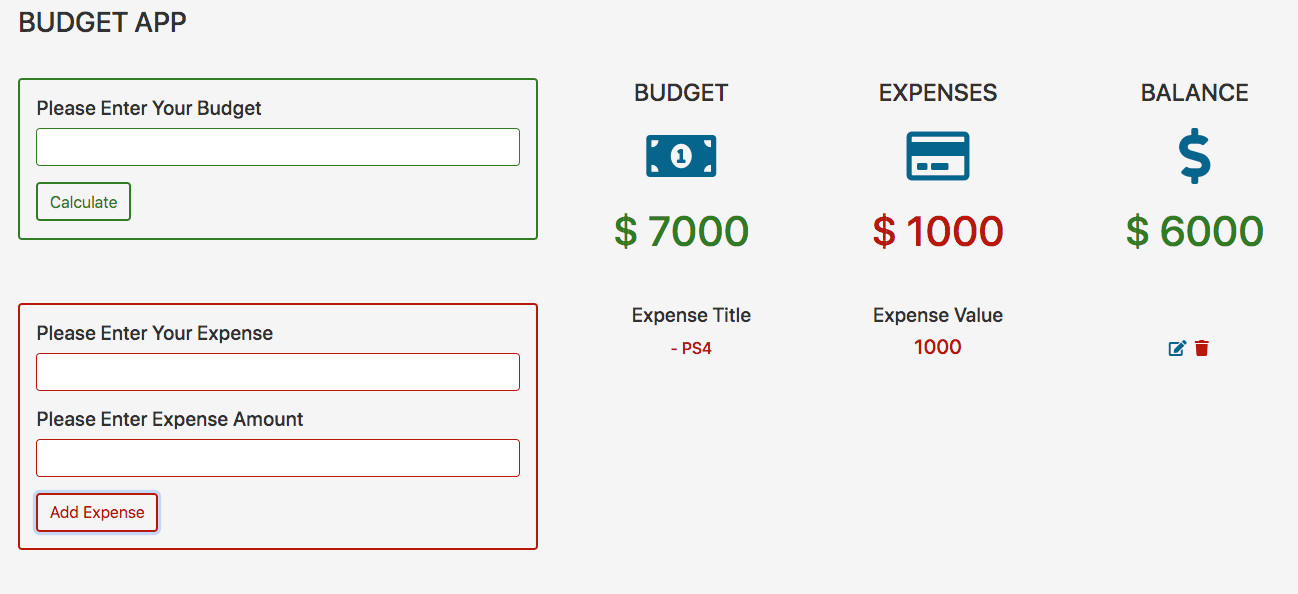 BUDGET APP
Please Enter Your Budget
Calculate
BUDGET
EXPENSES
BALANCE
1
$ 7000
$ 1000
$ 6000
Please Enter Your Expense
Please Enter Expense Amount
Add Expense
Expense Title
Expense Value
- PS4
1000
$